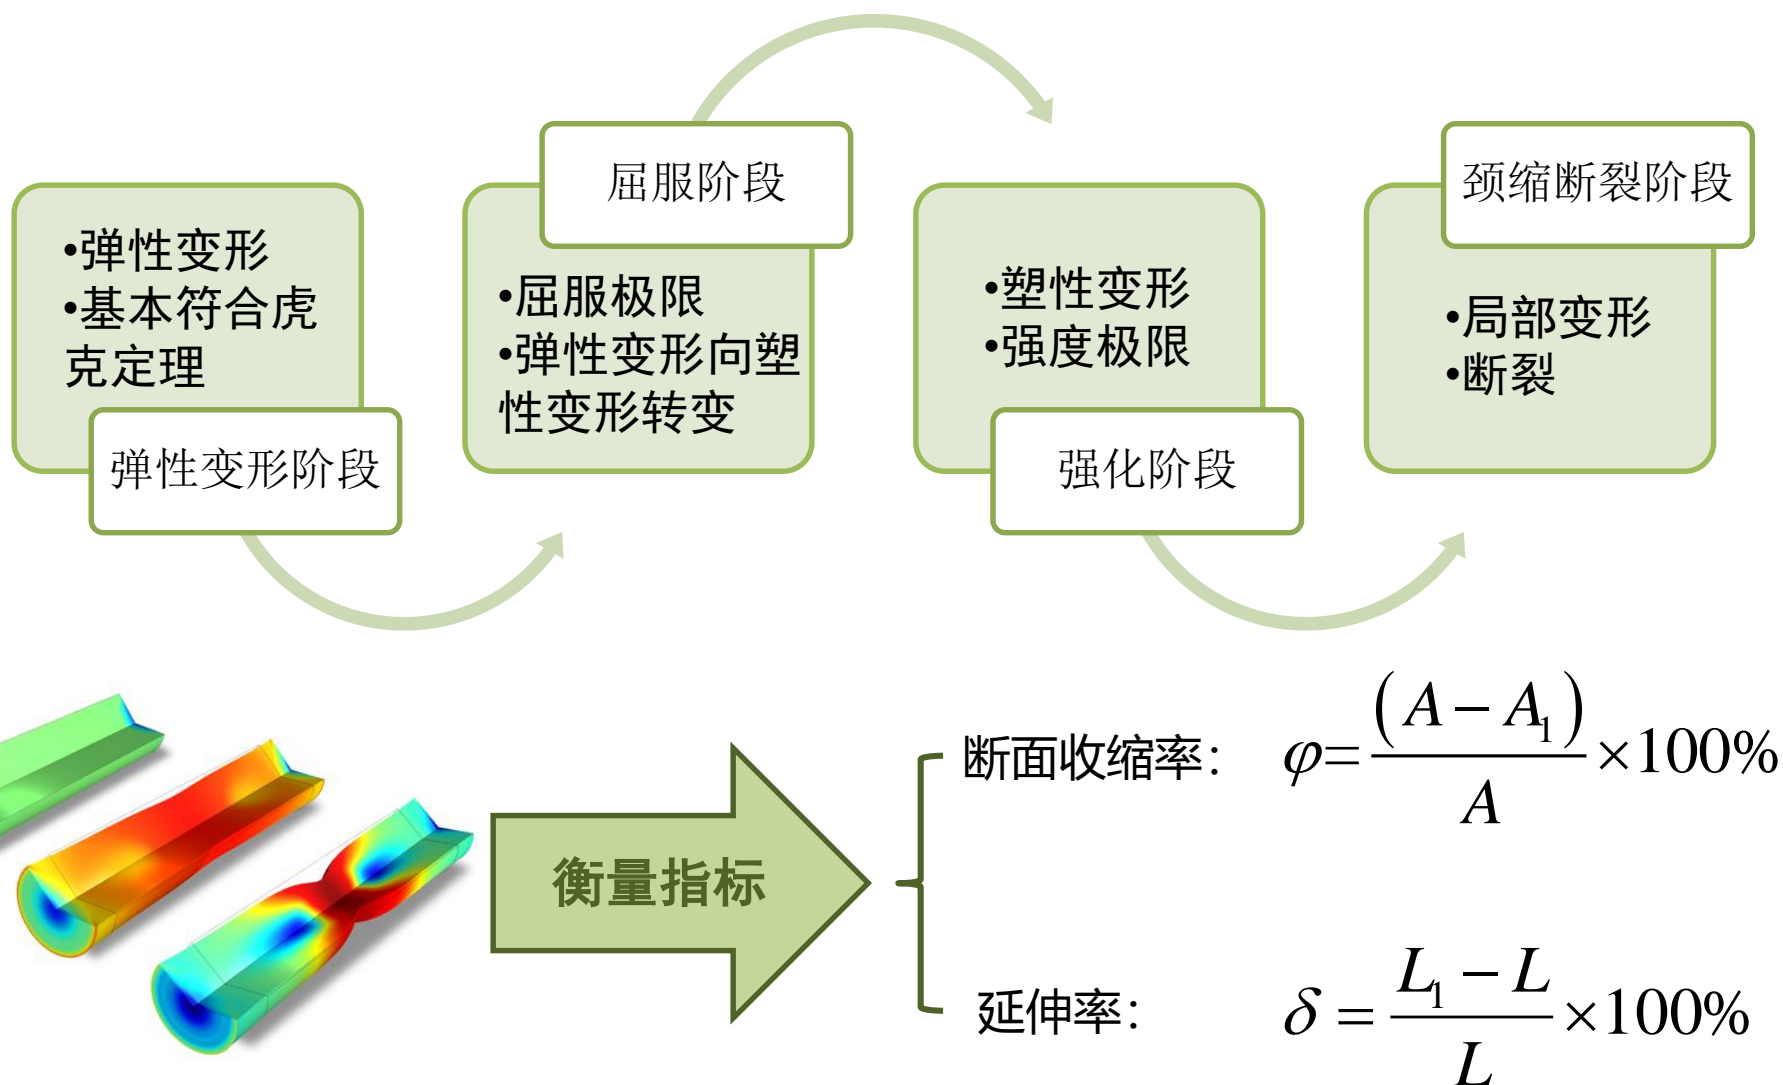 •弹性变形
•基本符合虎
克定理
弹性变形阶段
屈服阶段
•屈服极限
•弹性变形向塑
性变形转变
•塑性变形
•强度极限
强化阶段
颈缩断裂阶段
•局部变形
•断裂
衡量指标
断面收缩率： φ=(A−A₁)/A×100%
延伸率： δ=L₁−L/L×100%